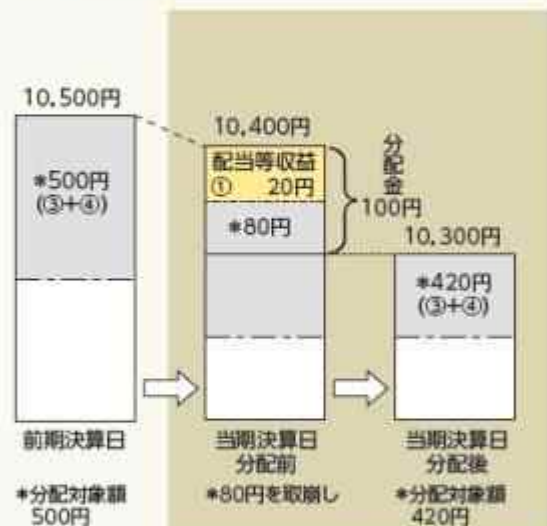 10,500円
*500円
(③+④)
前期決算日
*分配対象額
500円
10,400円
配当等収益
① 20円
*80円
分配金
100円
当期決算日
分配前
*80円を取崩し
10,300円
*420円
(③+④)
当期決算日
分配後
*分配対象額
420円